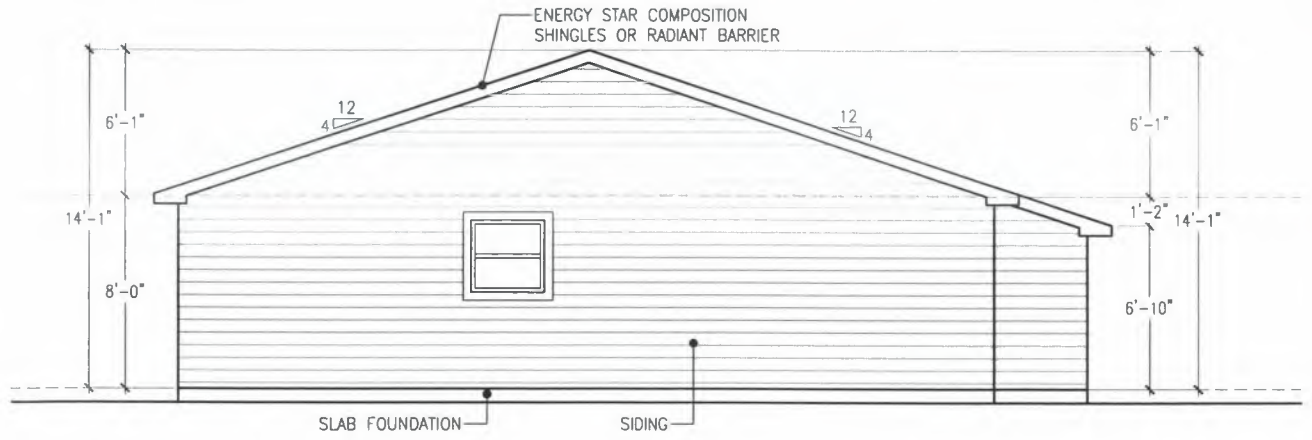 ENERGY STAR COMPOSITION
SHINGLES OR RADIANT BARRIER
12
4
12
4
6'-1"
6'-1"
14'-1"
1'-2"
14'-1"
8'-0"
6'-10"
SLAB FOUNDATION
SIDING